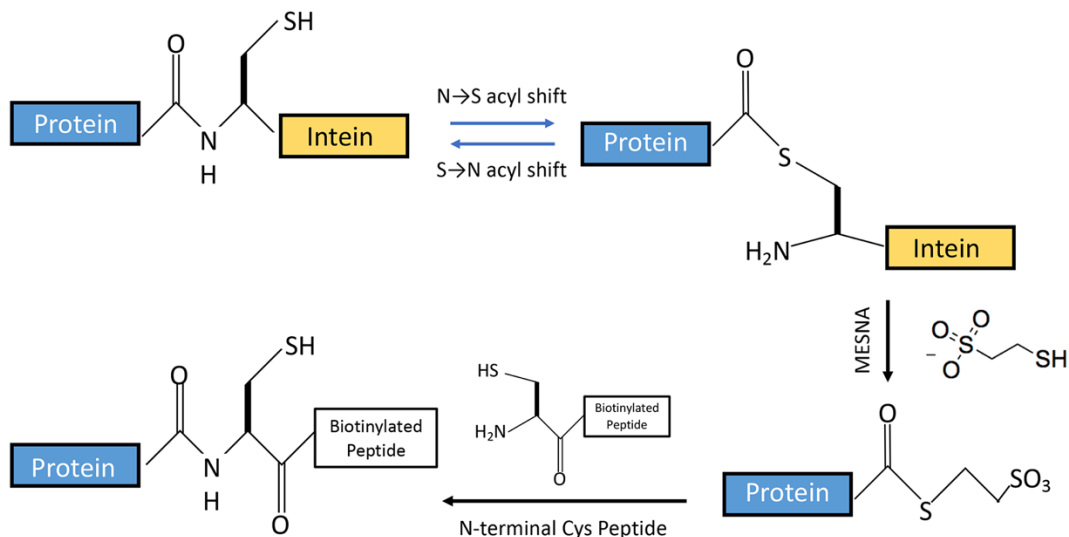 SH
O
Protein
N
H
Intein
N→S acyl shift
S→N acyl shift
O
Protein
S
H₂N
Intein
MESNA
O O
S
⁻ O
SH
O
Protein
S
SO₃
HS
H₂N
O
Biotinylated
Peptide
N-terminal Cys Peptide
SH
O
Protein
N
H
O
Biotinylated
Peptide